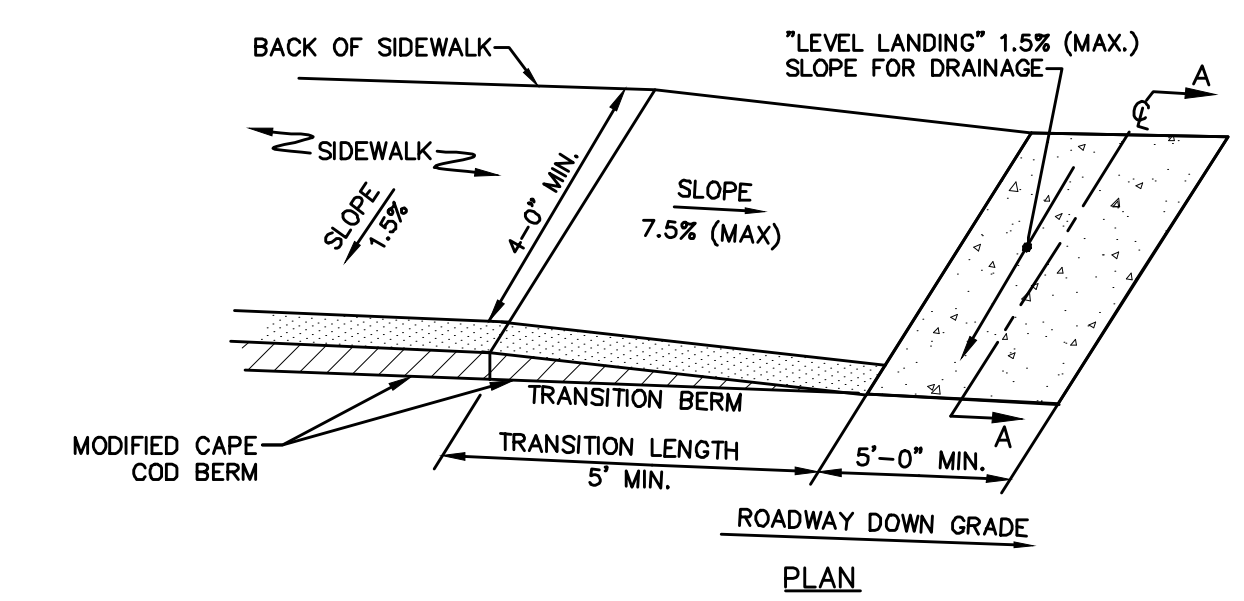 BACK OF SIDEWALK
"LEVEL LANDING" 1.5% (MAX.)
SLOPE FOR DRAINAGE
A
℄
SIDEWALK
SLOPE
1.5%
4-0" MIN.
SLOPE
7.5% (MAX)
TRANSITION BERM
MODIFIED CAPE
COD BERM
TRANSITION LENGTH
5' MIN.
5'-0" MIN.
A
ROADWAY DOWN GRADE
PLAN